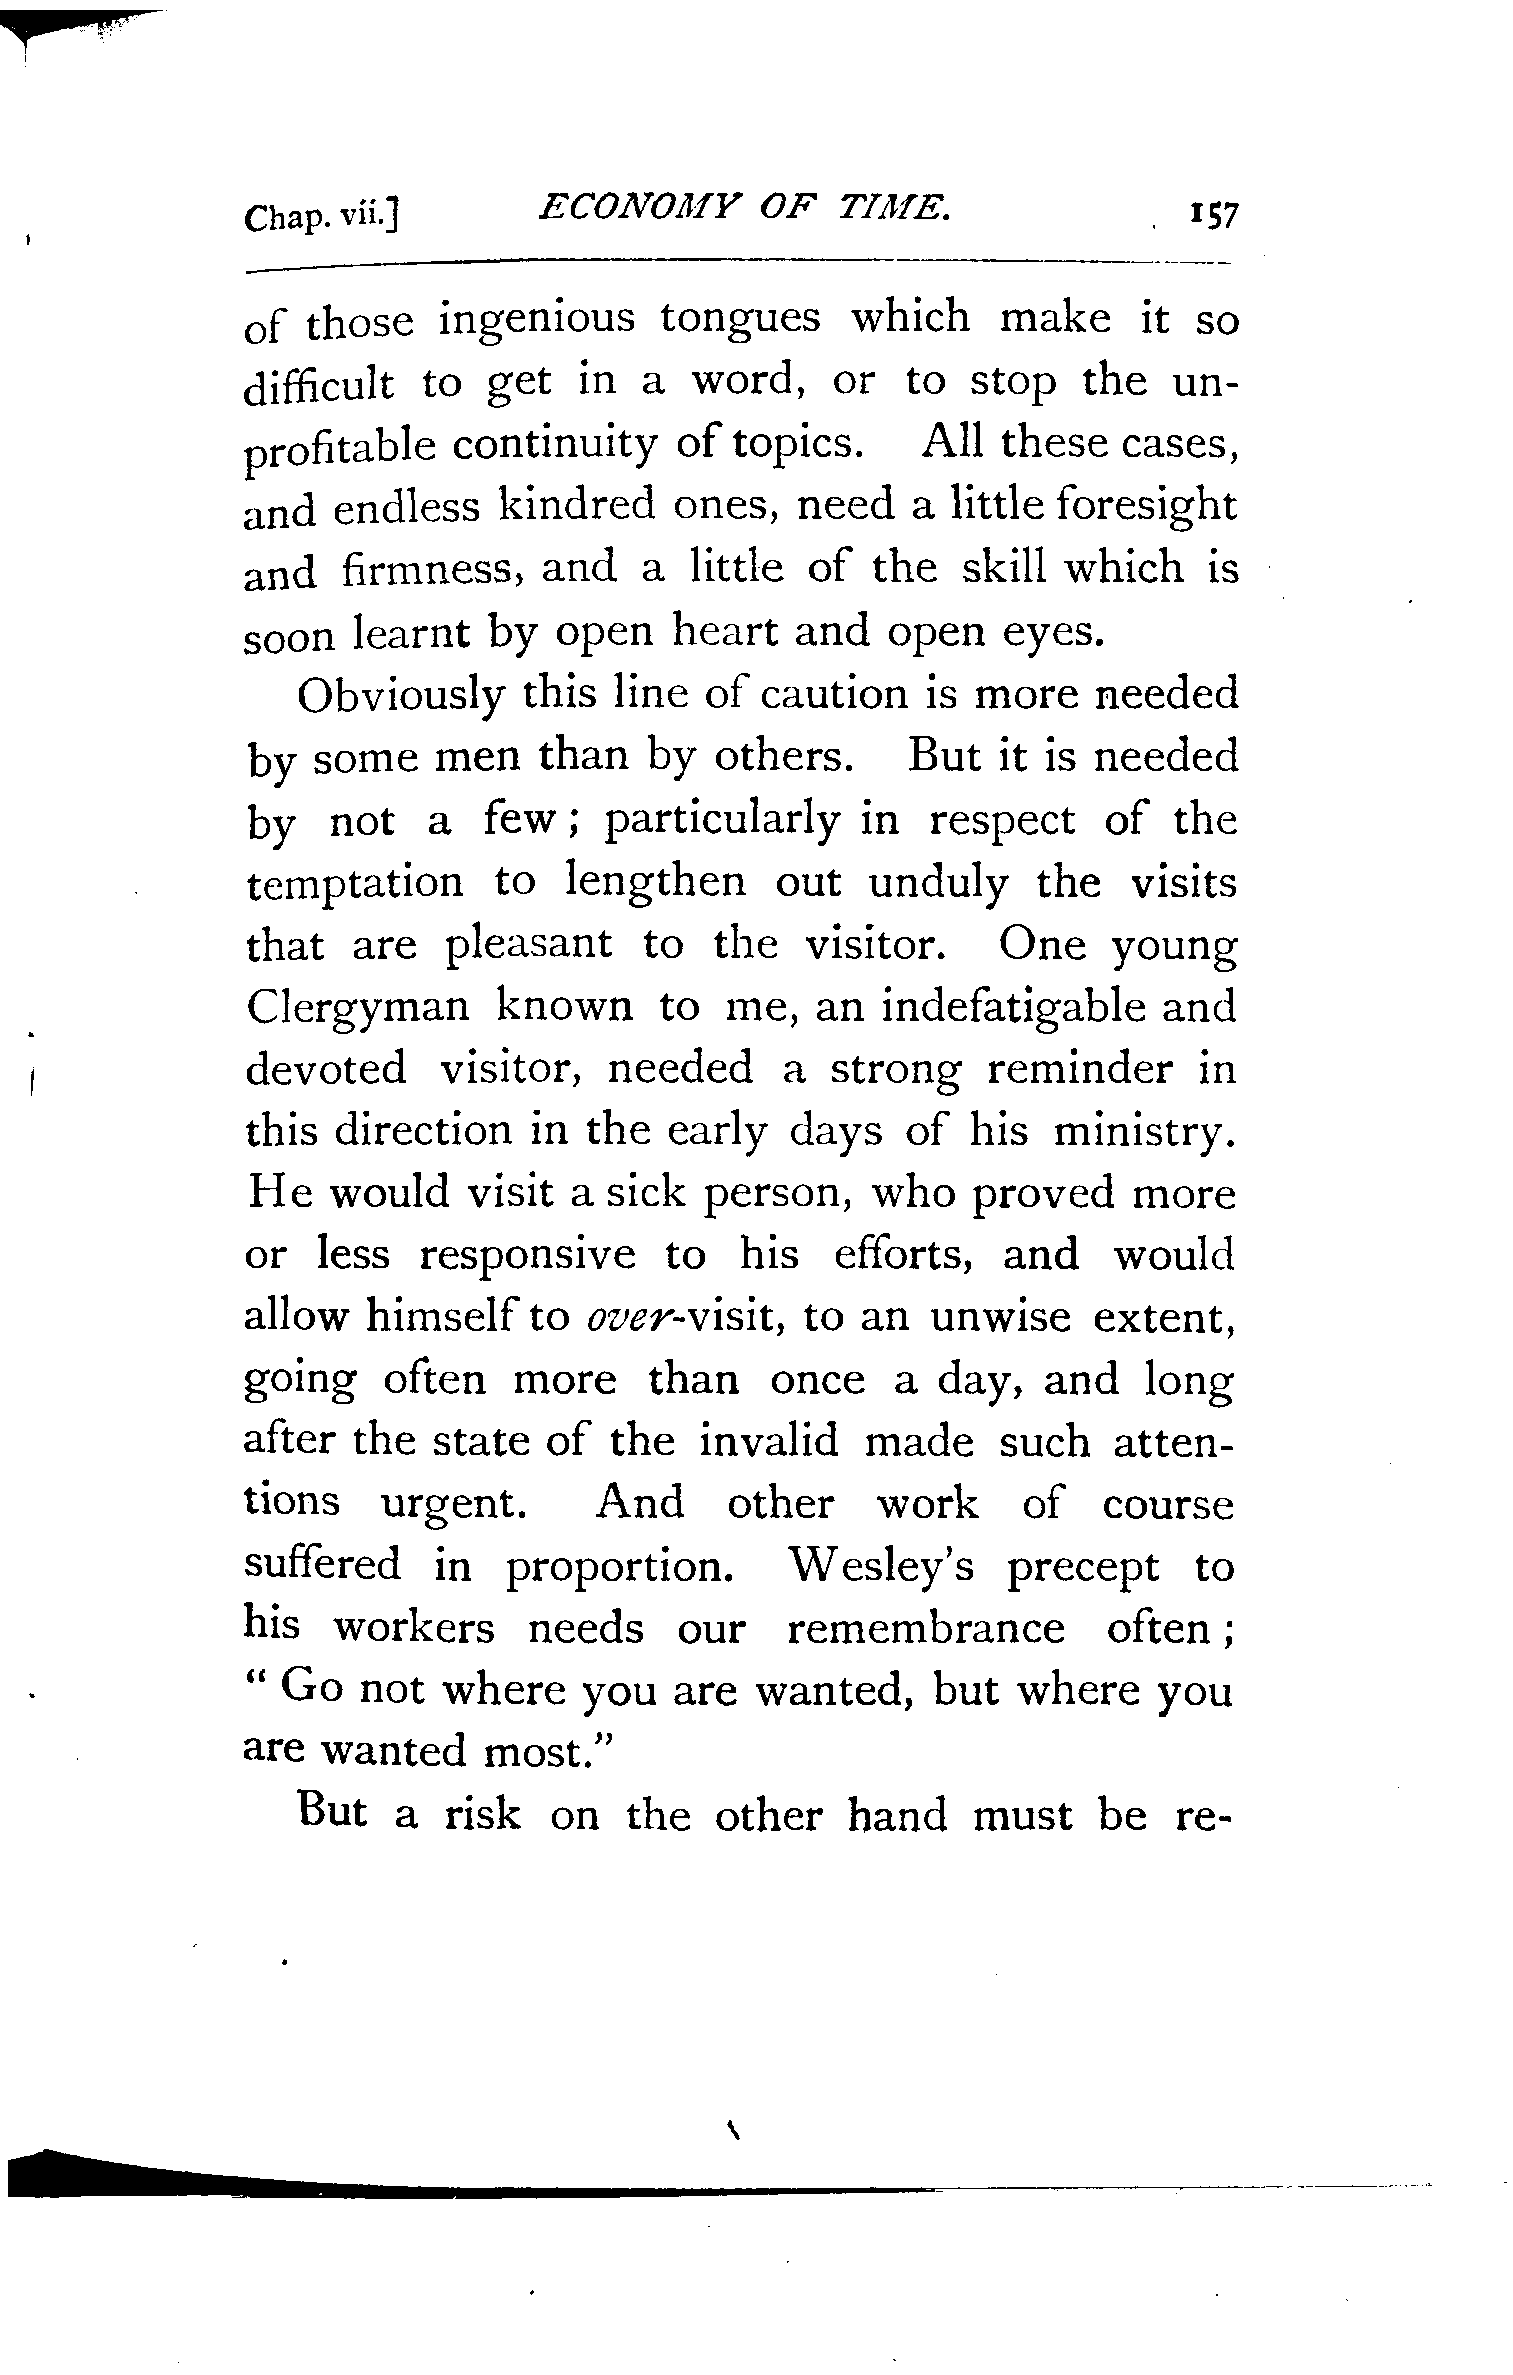 Chap. vii.] ECONOMY OF TIME. 157
of those ingenious tongues which make it so
difficult to get in a word, or to stop the un-
profitable continuity of topics. All these cases,
and endless kindred ones, need a little foresight
and firmness, and a little of the skill which is
soon learnt by open heart and open eyes.
Obviously this line of caution is more needed
by some men than by others. But it is needed
by not a few ; particularly in respect of the
temptation to lengthen out unduly the visits
that are pleasant to the visitor. One young
Clergyman known to me, an indefatigable and
devoted visitor, needed a strong reminder in
this direction in the early days of his ministry.
He would visit a sick person, who proved more
or less responsive to his efforts, and would
allow himself to over-visit, to an unwise extent,
going often more than once a day, and long
after the state of the invalid made such atten-
tions urgent. And other work of course
suffered in proportion. Wesley's precept to
his workers needs our remembrance often ;
“ Go not where you are wanted, but where you
are wanted most.”
But a risk on the other hand must be re-